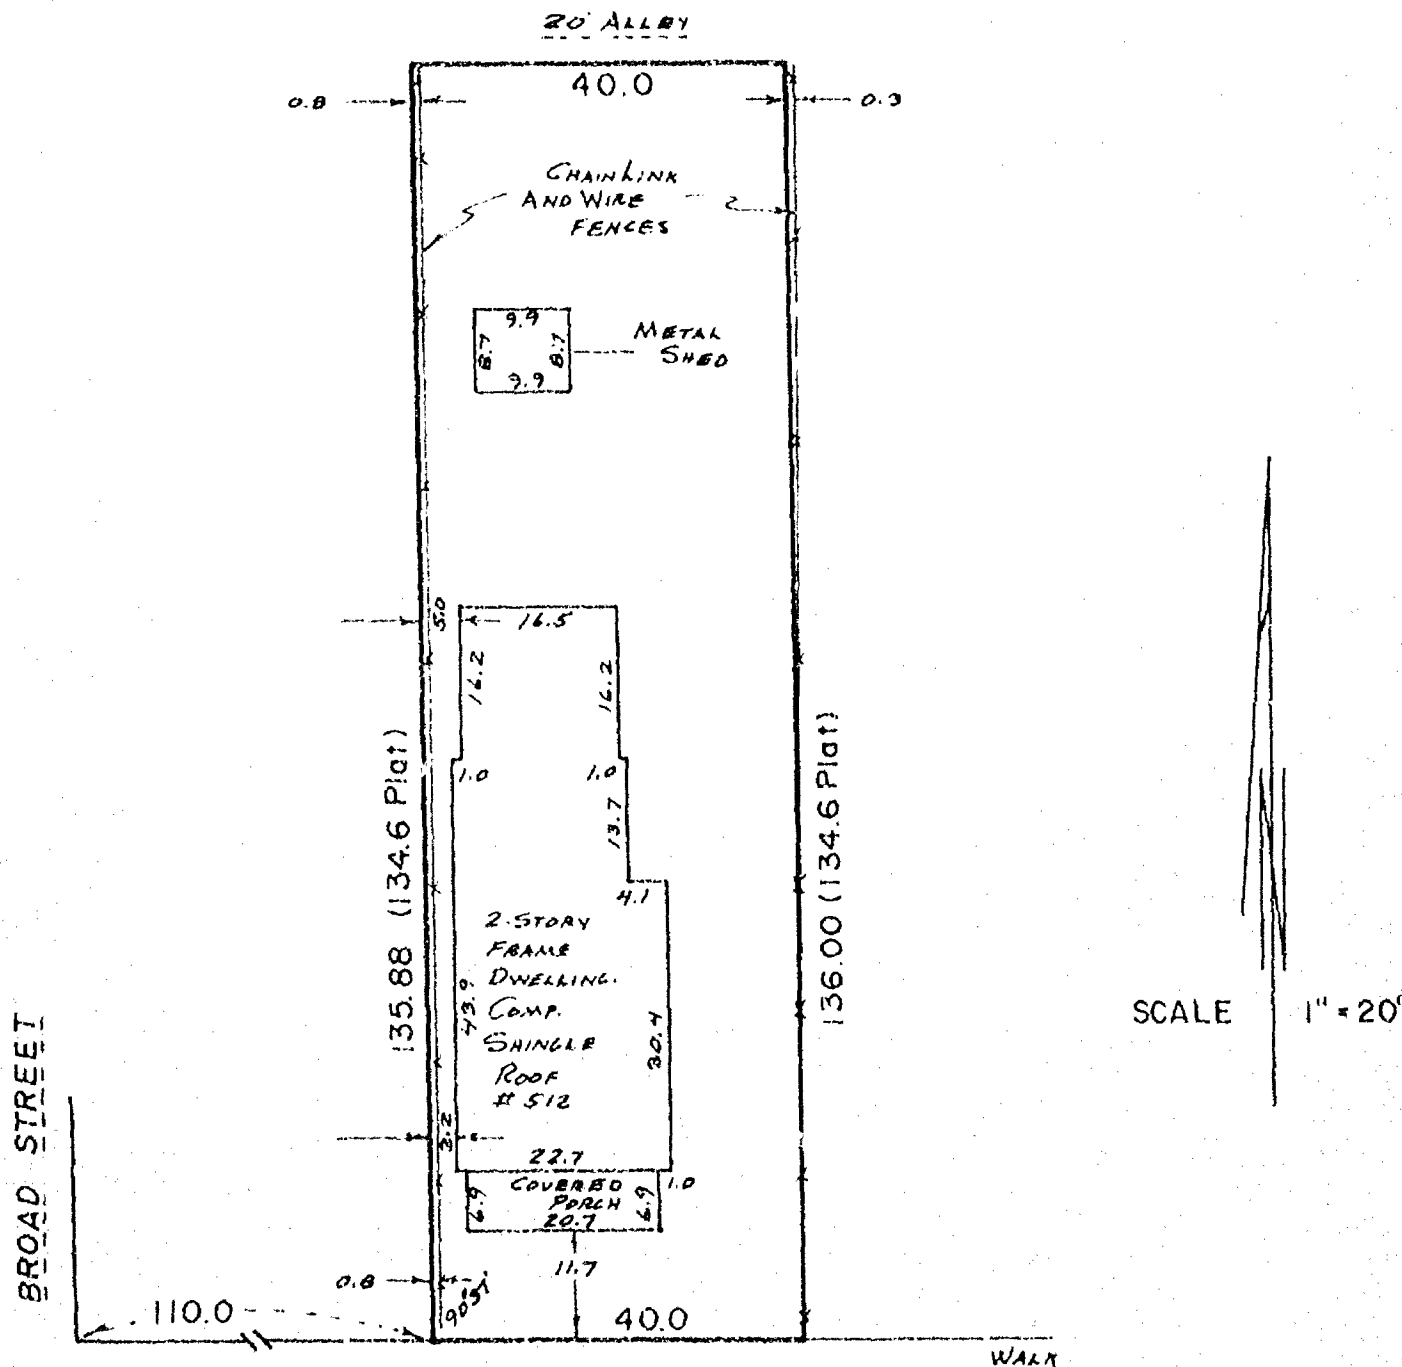 20' ALLEY
40.0
0.8
0.3
CHAIN LINK
AND WIRE
FENCES
9.9
8.7
8.7
9.9
METAL
SHED
5.0
16.5
16.2
16.2
1.0
1.0
13.7
4.1
135.88 (134.6 Plat)
136.00 (134.6 Plat)
2-STORY
FRAME
DWELLING.
COMP.
SHINGLE
ROOF
# 512
43.9
30.4
SCALE 1" = 20'
BROAD STREET
3.2
22.7
COVERED
PORCH
20.7
6.9
6.9
1.0
11.7
0.8
90°51'
110.0
40.0
WALK